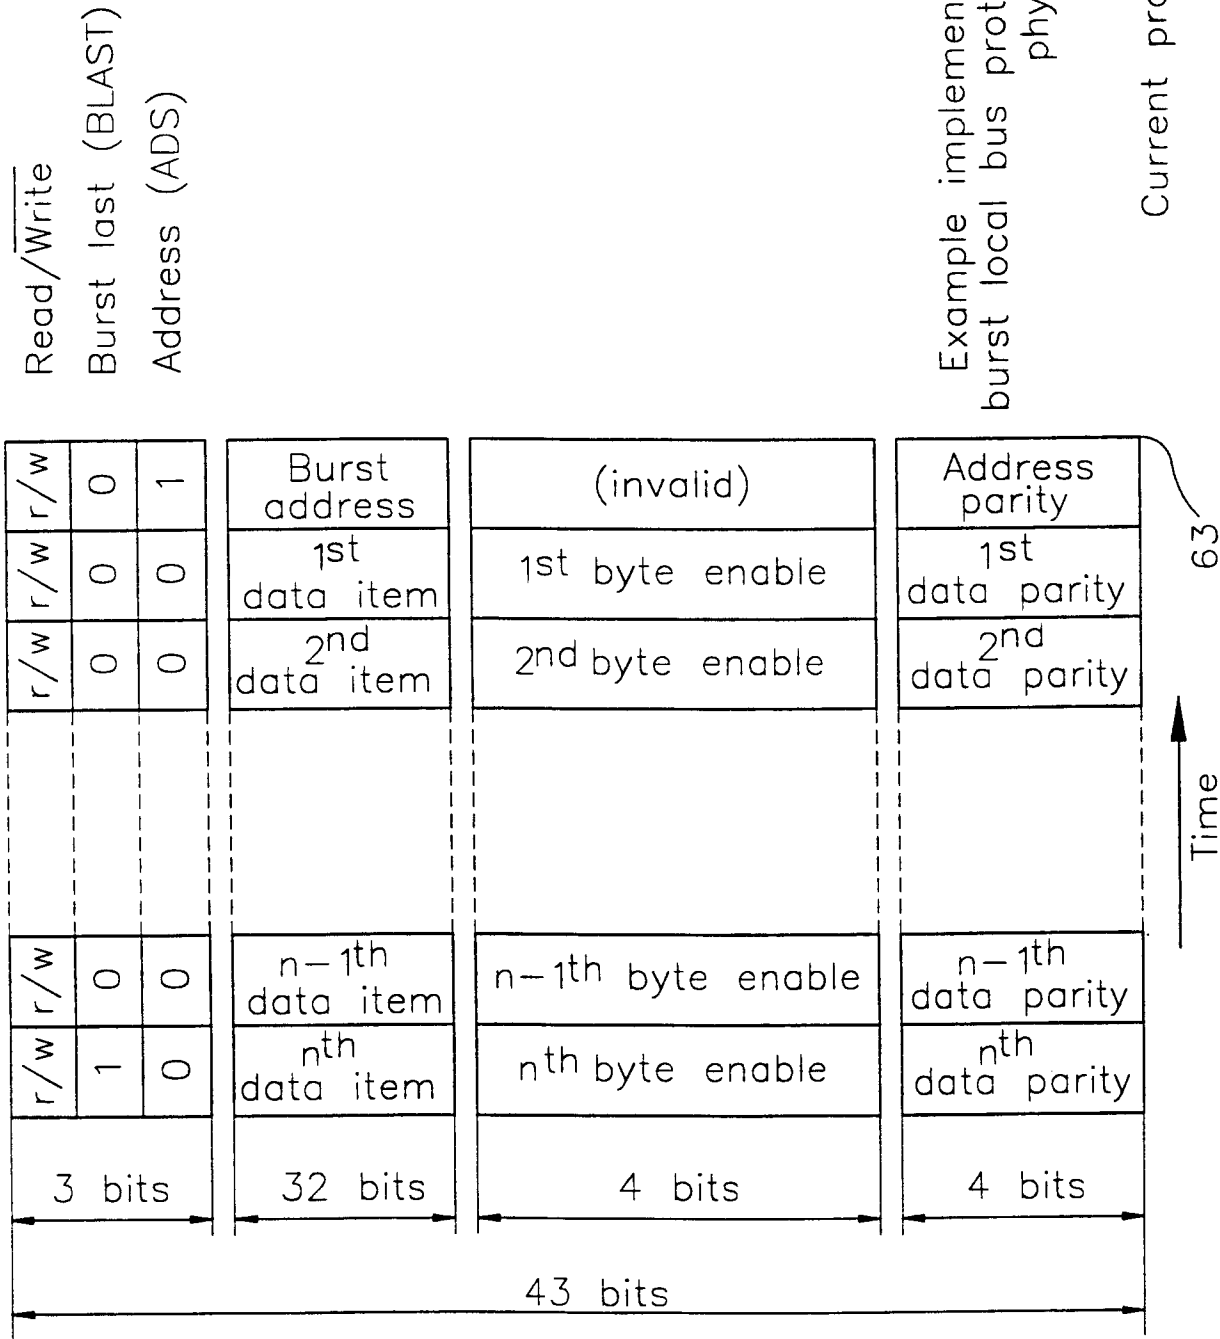 Read/Write
Burst last (BLAST)
Address (ADS)
r/w r/w r/w r/w r/w
0 0 0 0 1
1 0 0 0 0
Burst
address
1st
data item
2nd
data item
n-1th
data item
nth
data item
(invalid)
1st byte enable
2nd byte enable
n-1th byte enable
nth byte enable
Address
parity
1st
data parity
2nd
data parity
n-1th
data parity
nth
data parity
3 bits
32 bits
4 bits
4 bits
43 bits
Time
63
Example implemen
burst local bus prot
phy
Current pro